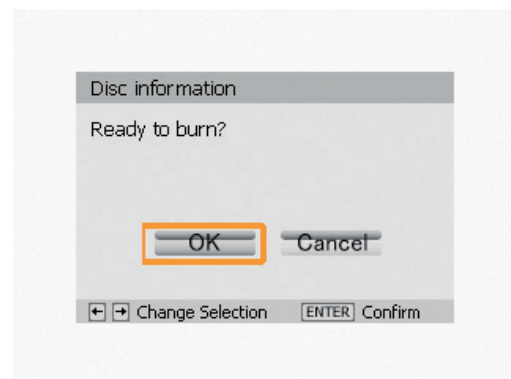 Disc information
Ready to burn?
OK Cancel
← → Change Selection ENTER Confirm